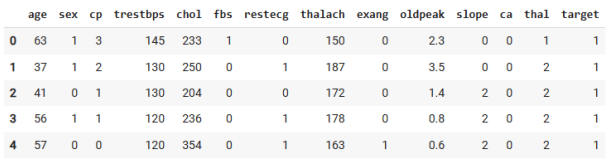 age sex cp trestbps chol fbs restecg thalach exang oldpeak slope ca thal target
0 63 1 3 145 233 1 0 150 0 2.3 0 0 1 1
1 37 1 2 130 250 0 1 187 0 3.5 0 0 2 1
2 41 0 1 130 204 0 0 172 0 1.4 2 0 2 1
3 56 1 1 120 236 0 1 178 0 0.8 2 0 2 1
4 57 0 0 120 354 0 1 163 1 0.6 2 0 2 1